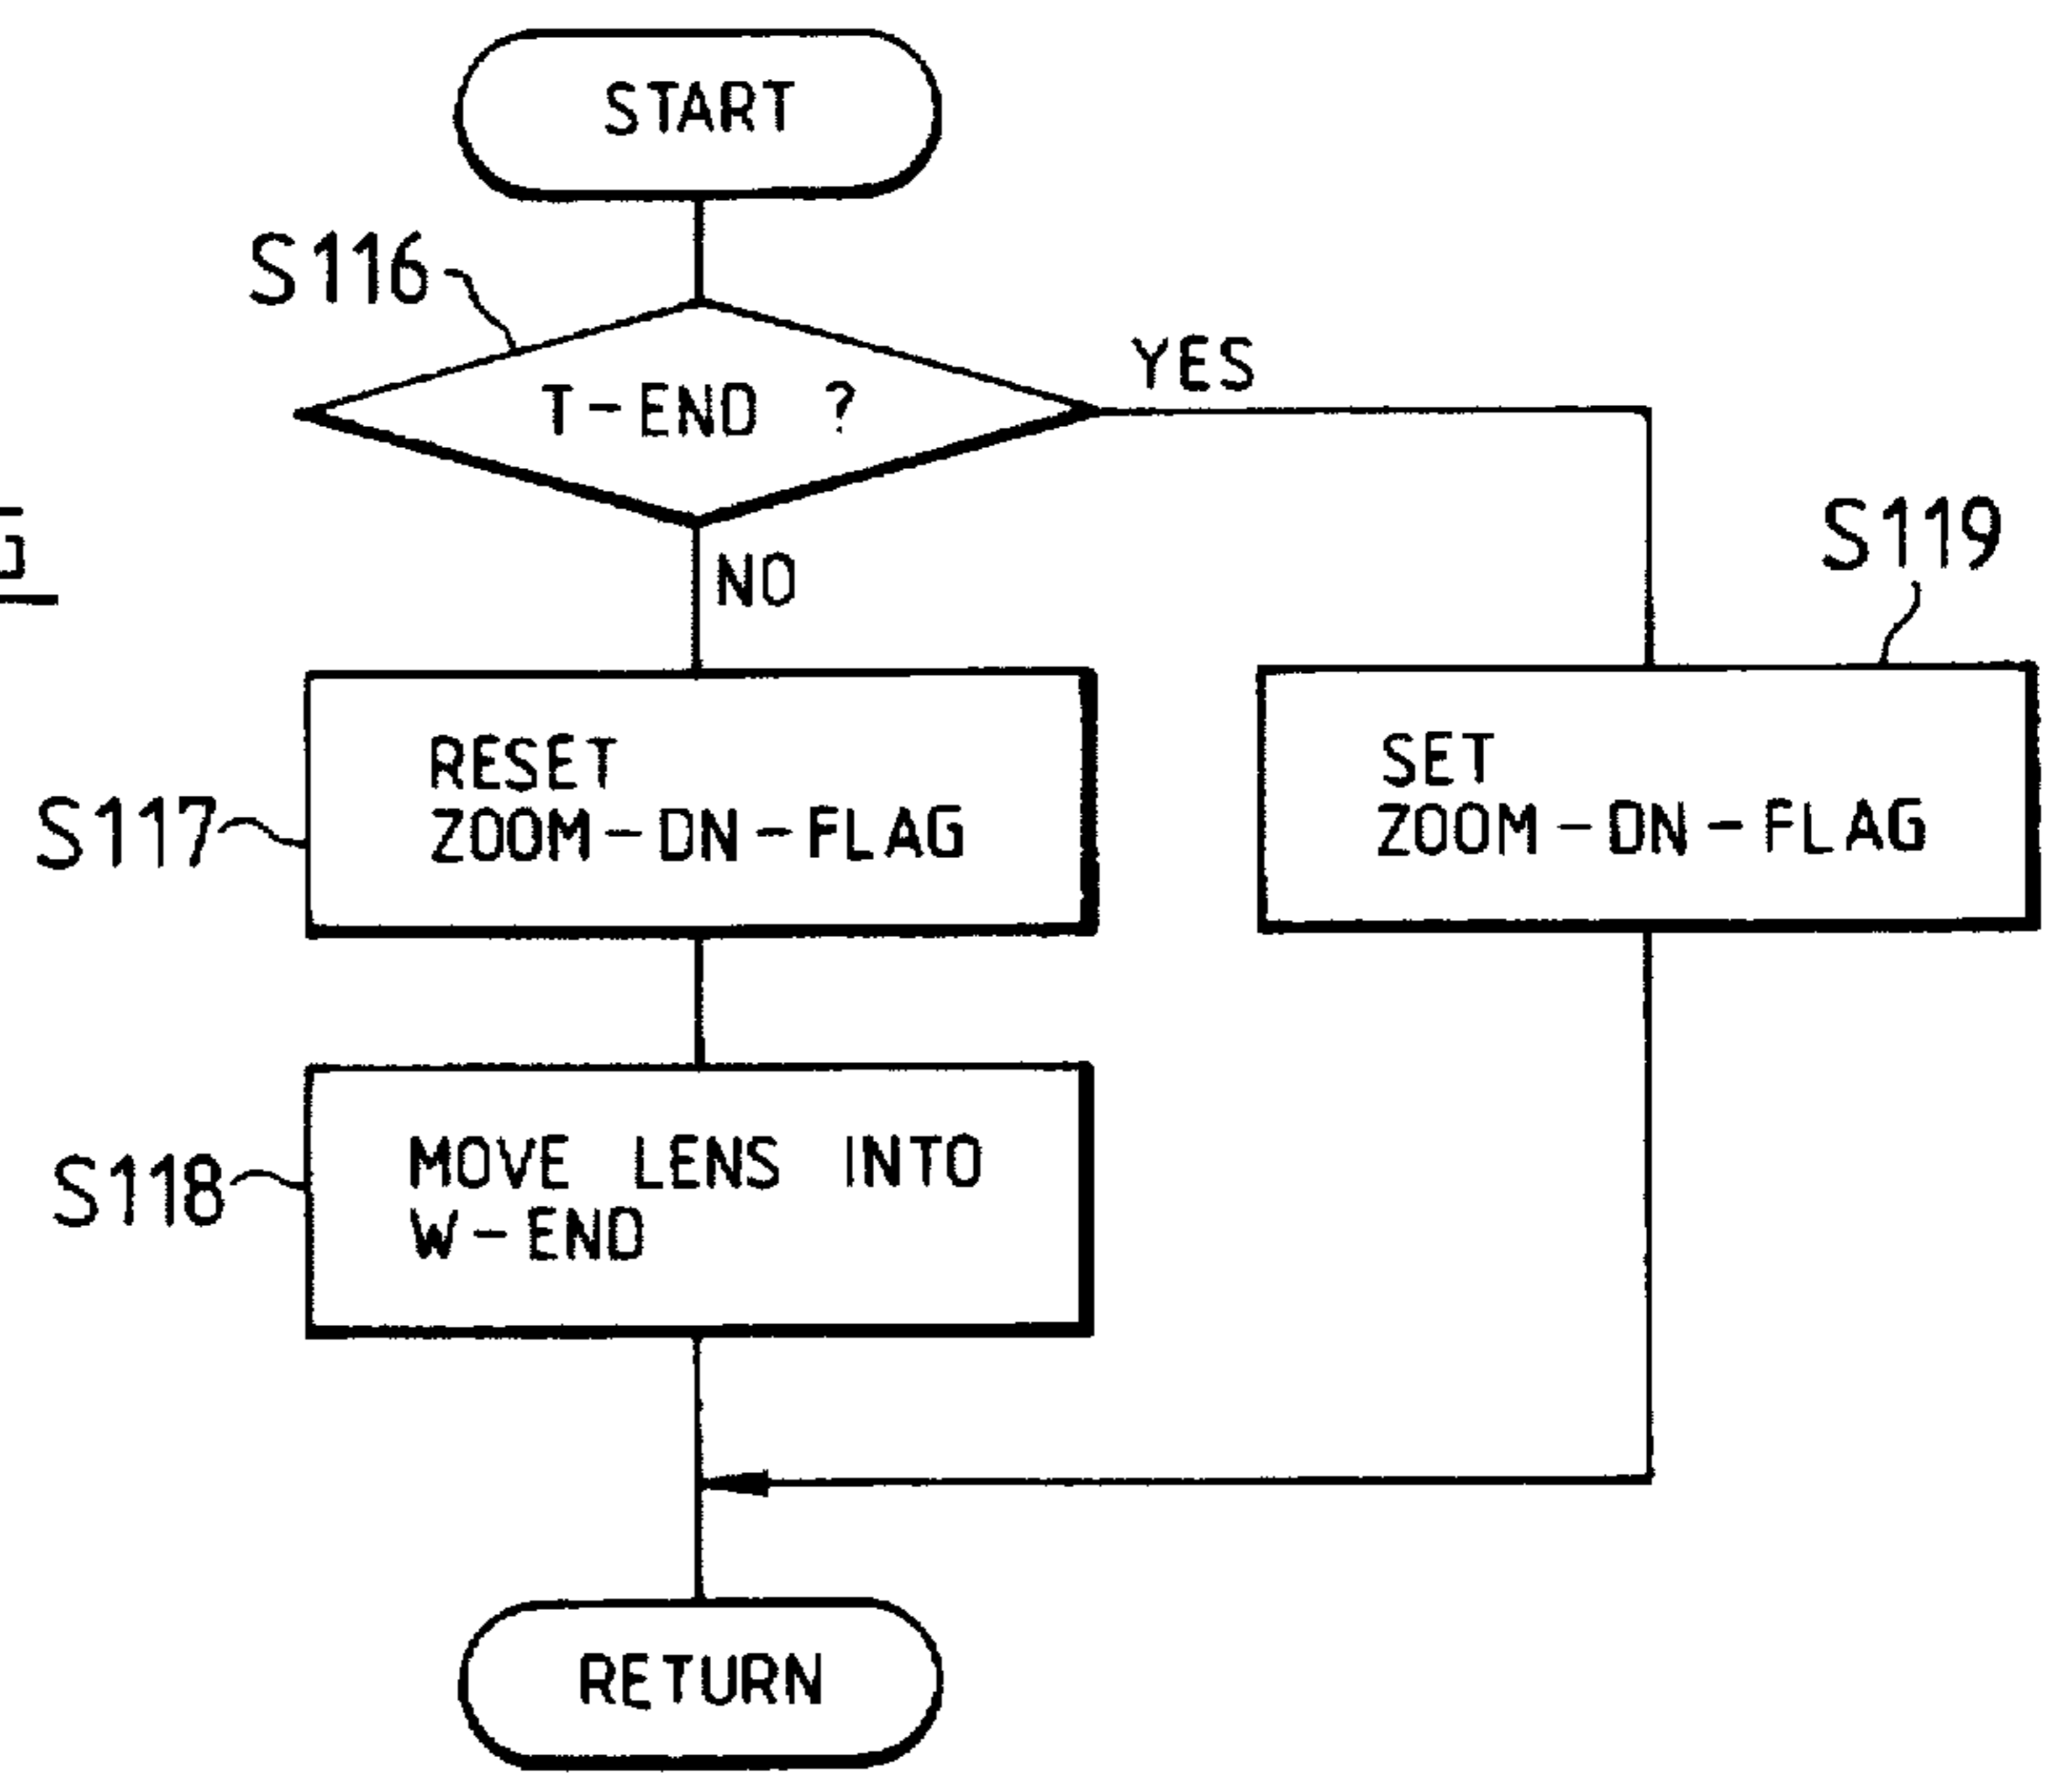 START
S116
T-END ?
YES
NO
S119
RESET
ZOOM-DN-FLAG
S117
SET
ZOOM-DN-FLAG
MOVE LENS INTO
W-END
S118
RETURN